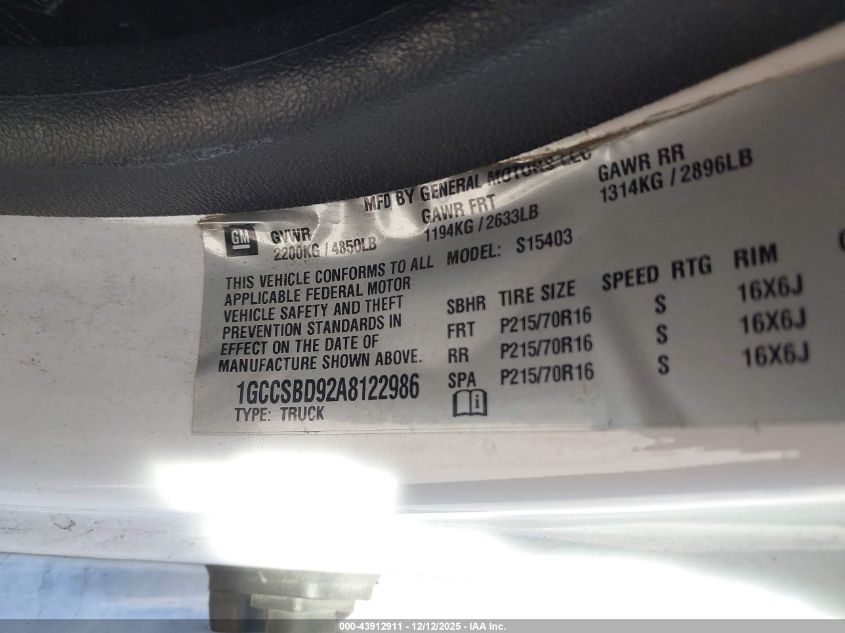 MFD BY GENERAL MOTORS LLC
GM
GVWR
2200KG / 4850LB
GAWR FRT
1194KG / 2633LB
GAWR RR
1314KG / 2896LB
THIS VEHICLE CONFORMS TO ALL
APPLICABLE FEDERAL MOTOR
VEHICLE SAFETY AND THEFT
PREVENTION STANDARDS IN
EFFECT ON THE DATE OF
MANUFACTURE SHOWN ABOVE.
1GCCSBD92A8122986
TYPE: TRUCK
MODEL: S15403
SBHR TIRE SIZE SPEED RTG RIM
FRT P215/70R16 S 16X6J
RR P215/70R16 S 16X6J
SPA P215/70R16 S 16X6J
000-43912911 - 12/12/2025 - IAA Inc.